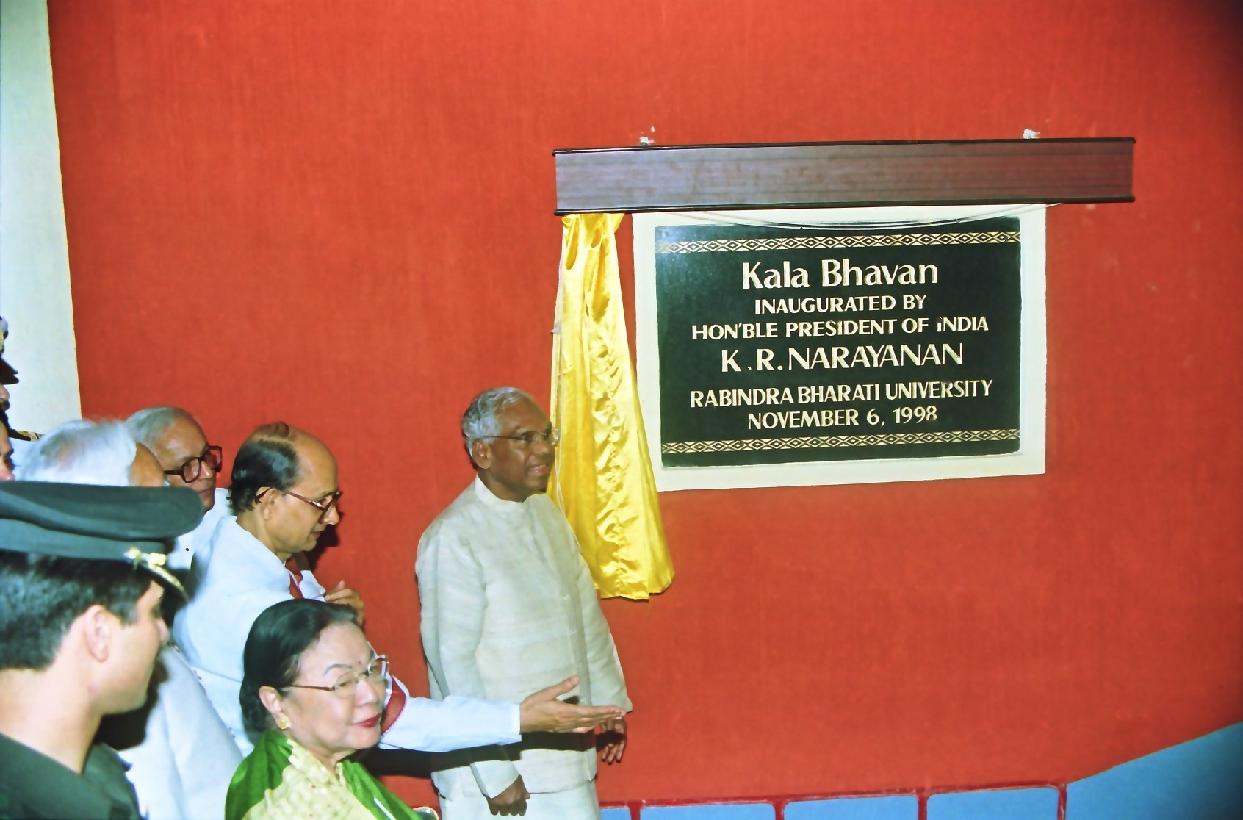 Kala Bhavan
INAUGURATED BY
HON'BLE PRESIDENT OF INDIA
K.R. NARAYANAN
RABINDRA BHARATI UNIVERSITY
NOVEMBER 6, 1998